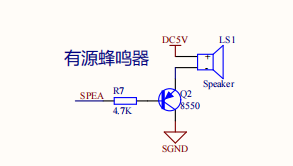 DC5V
LS1
有源蜂鸣器
+
-
Speaker
R7
SPEA
Q2
4.7K
8550
SGND